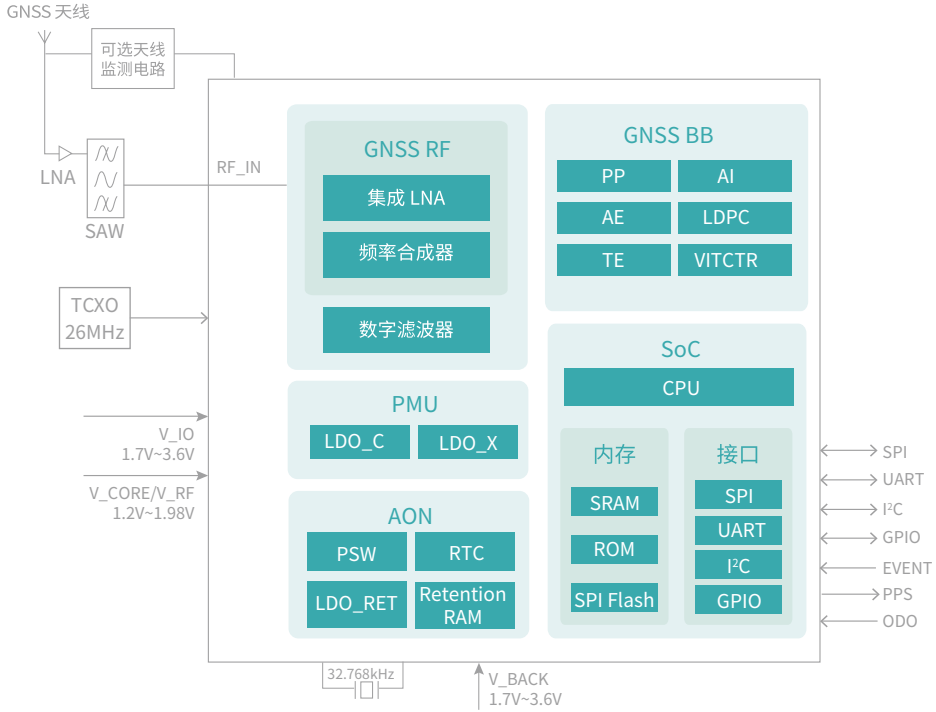 GNSS 天线
可选天线
监测电路
LNA
SAW
RF_IN
TCXO
26MHz
V_IO
1.7V~3.6V
V_CORE/V_RF
1.2V~1.98V
GNSS RF
集成 LNA
频率合成器
数字滤波器
PMU
LDO_C
LDO_X
AON
PSW
RTC
LDO_RET
Retention
RAM
GNSS BB
PP
AI
AE
LDPC
TE
VITCTR
SoC
CPU
内存
SRAM
ROM
SPI Flash
接口
SPI
UART
I²C
GPIO
SPI
UART
I²C
GPIO
EVENT
PPS
ODO
32.768kHz
V_BACK
1.7V~3.6V